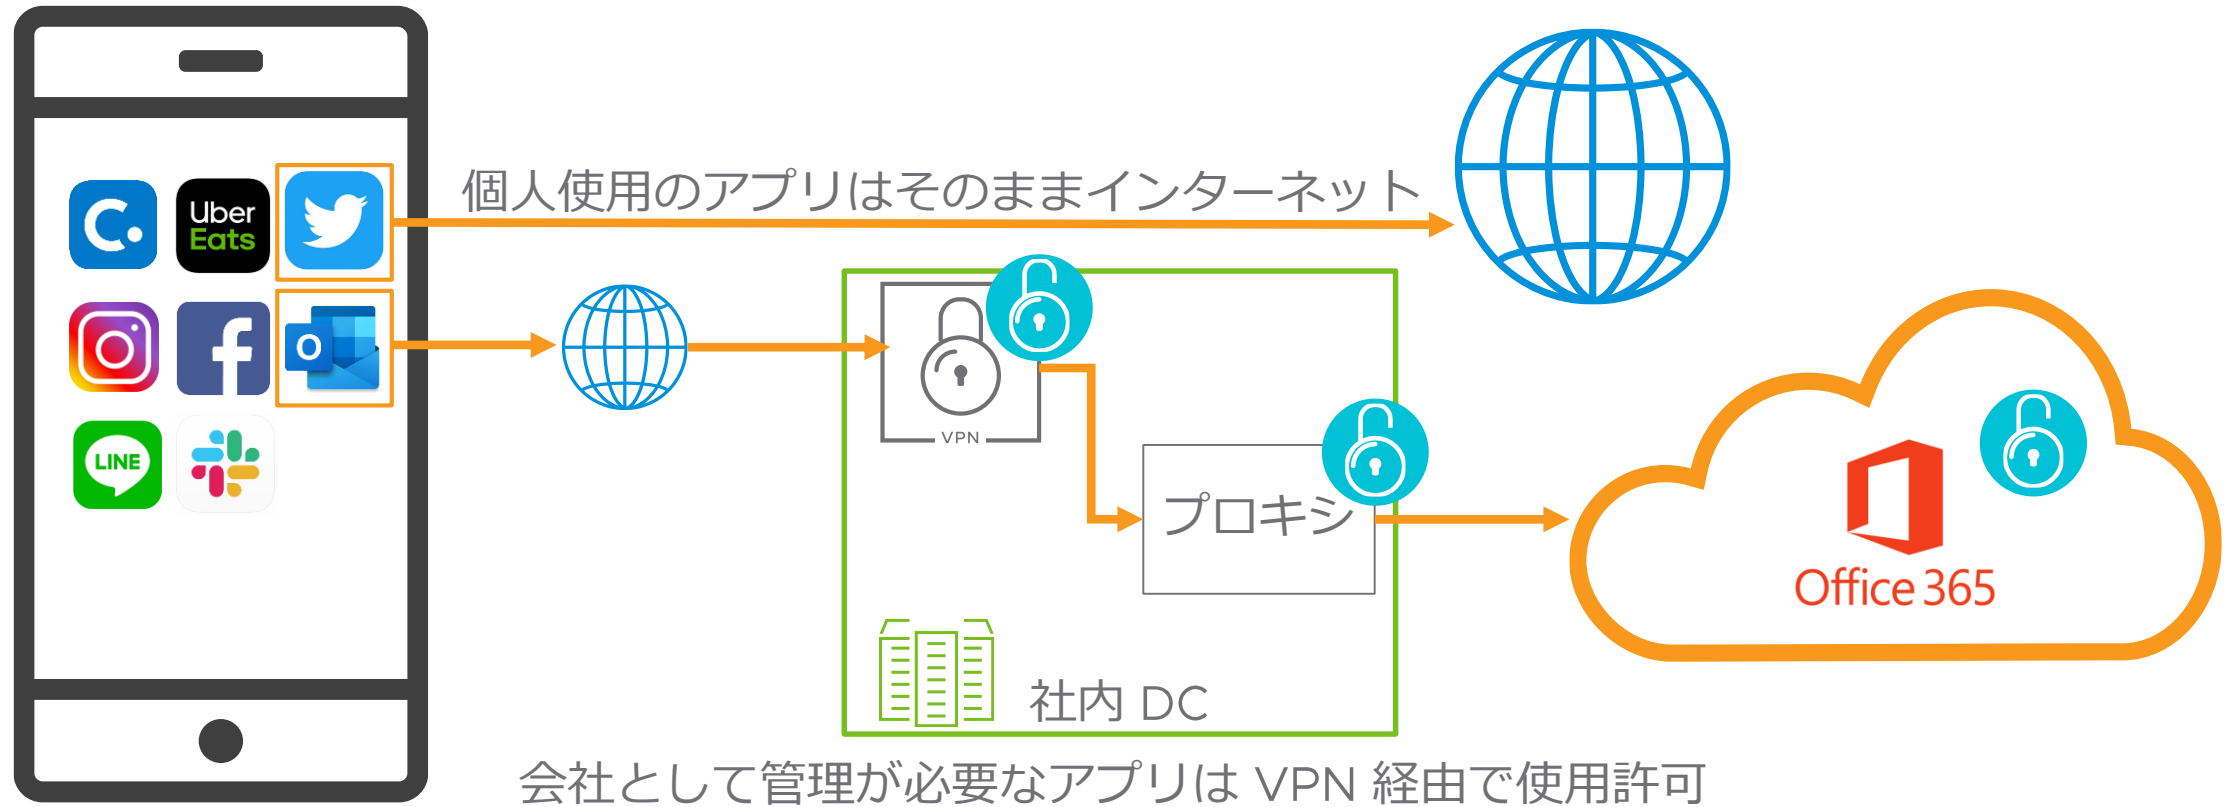 Uber
Eats
個人使用のアプリはそのままインターネット
O
LINE
VPN
プロキシ
Office 365
社内 DC
会社として管理が必要なアプリは VPN 経由で使用許可